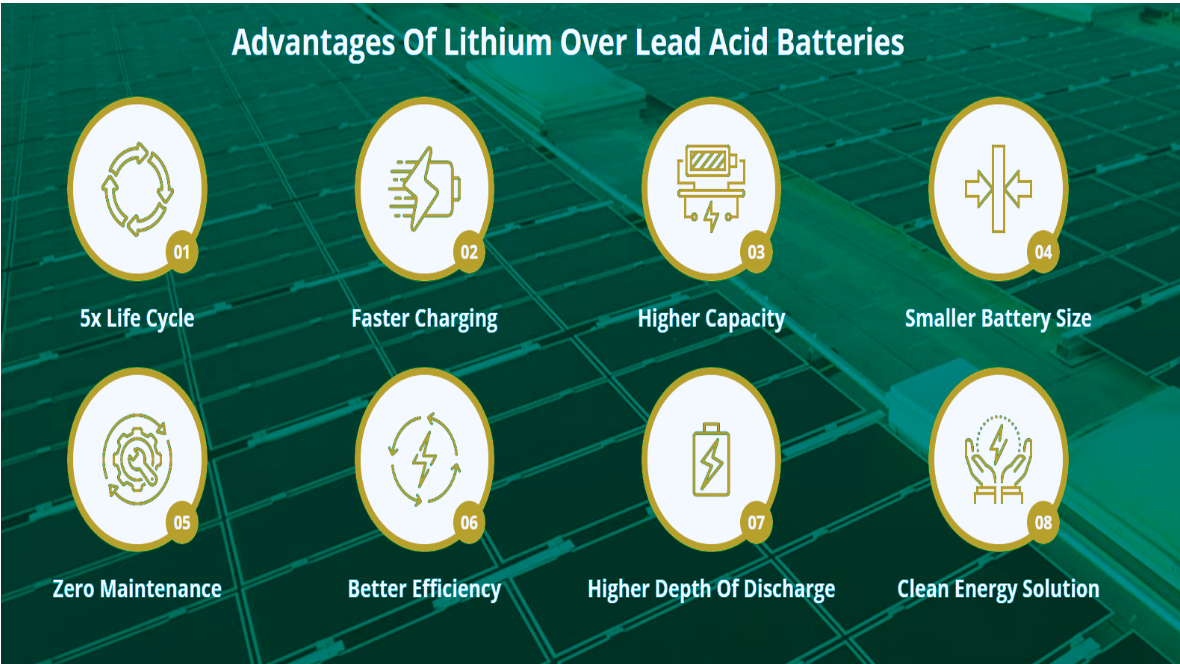 Advantages Of Lithium Over Lead Acid Batteries
01
02
03
04
5x Life Cycle
Faster Charging
Higher Capacity
Smaller Battery Size
05
06
07
08
Zero Maintenance
Better Efficiency
Higher Depth Of Discharge
Clean Energy Solution